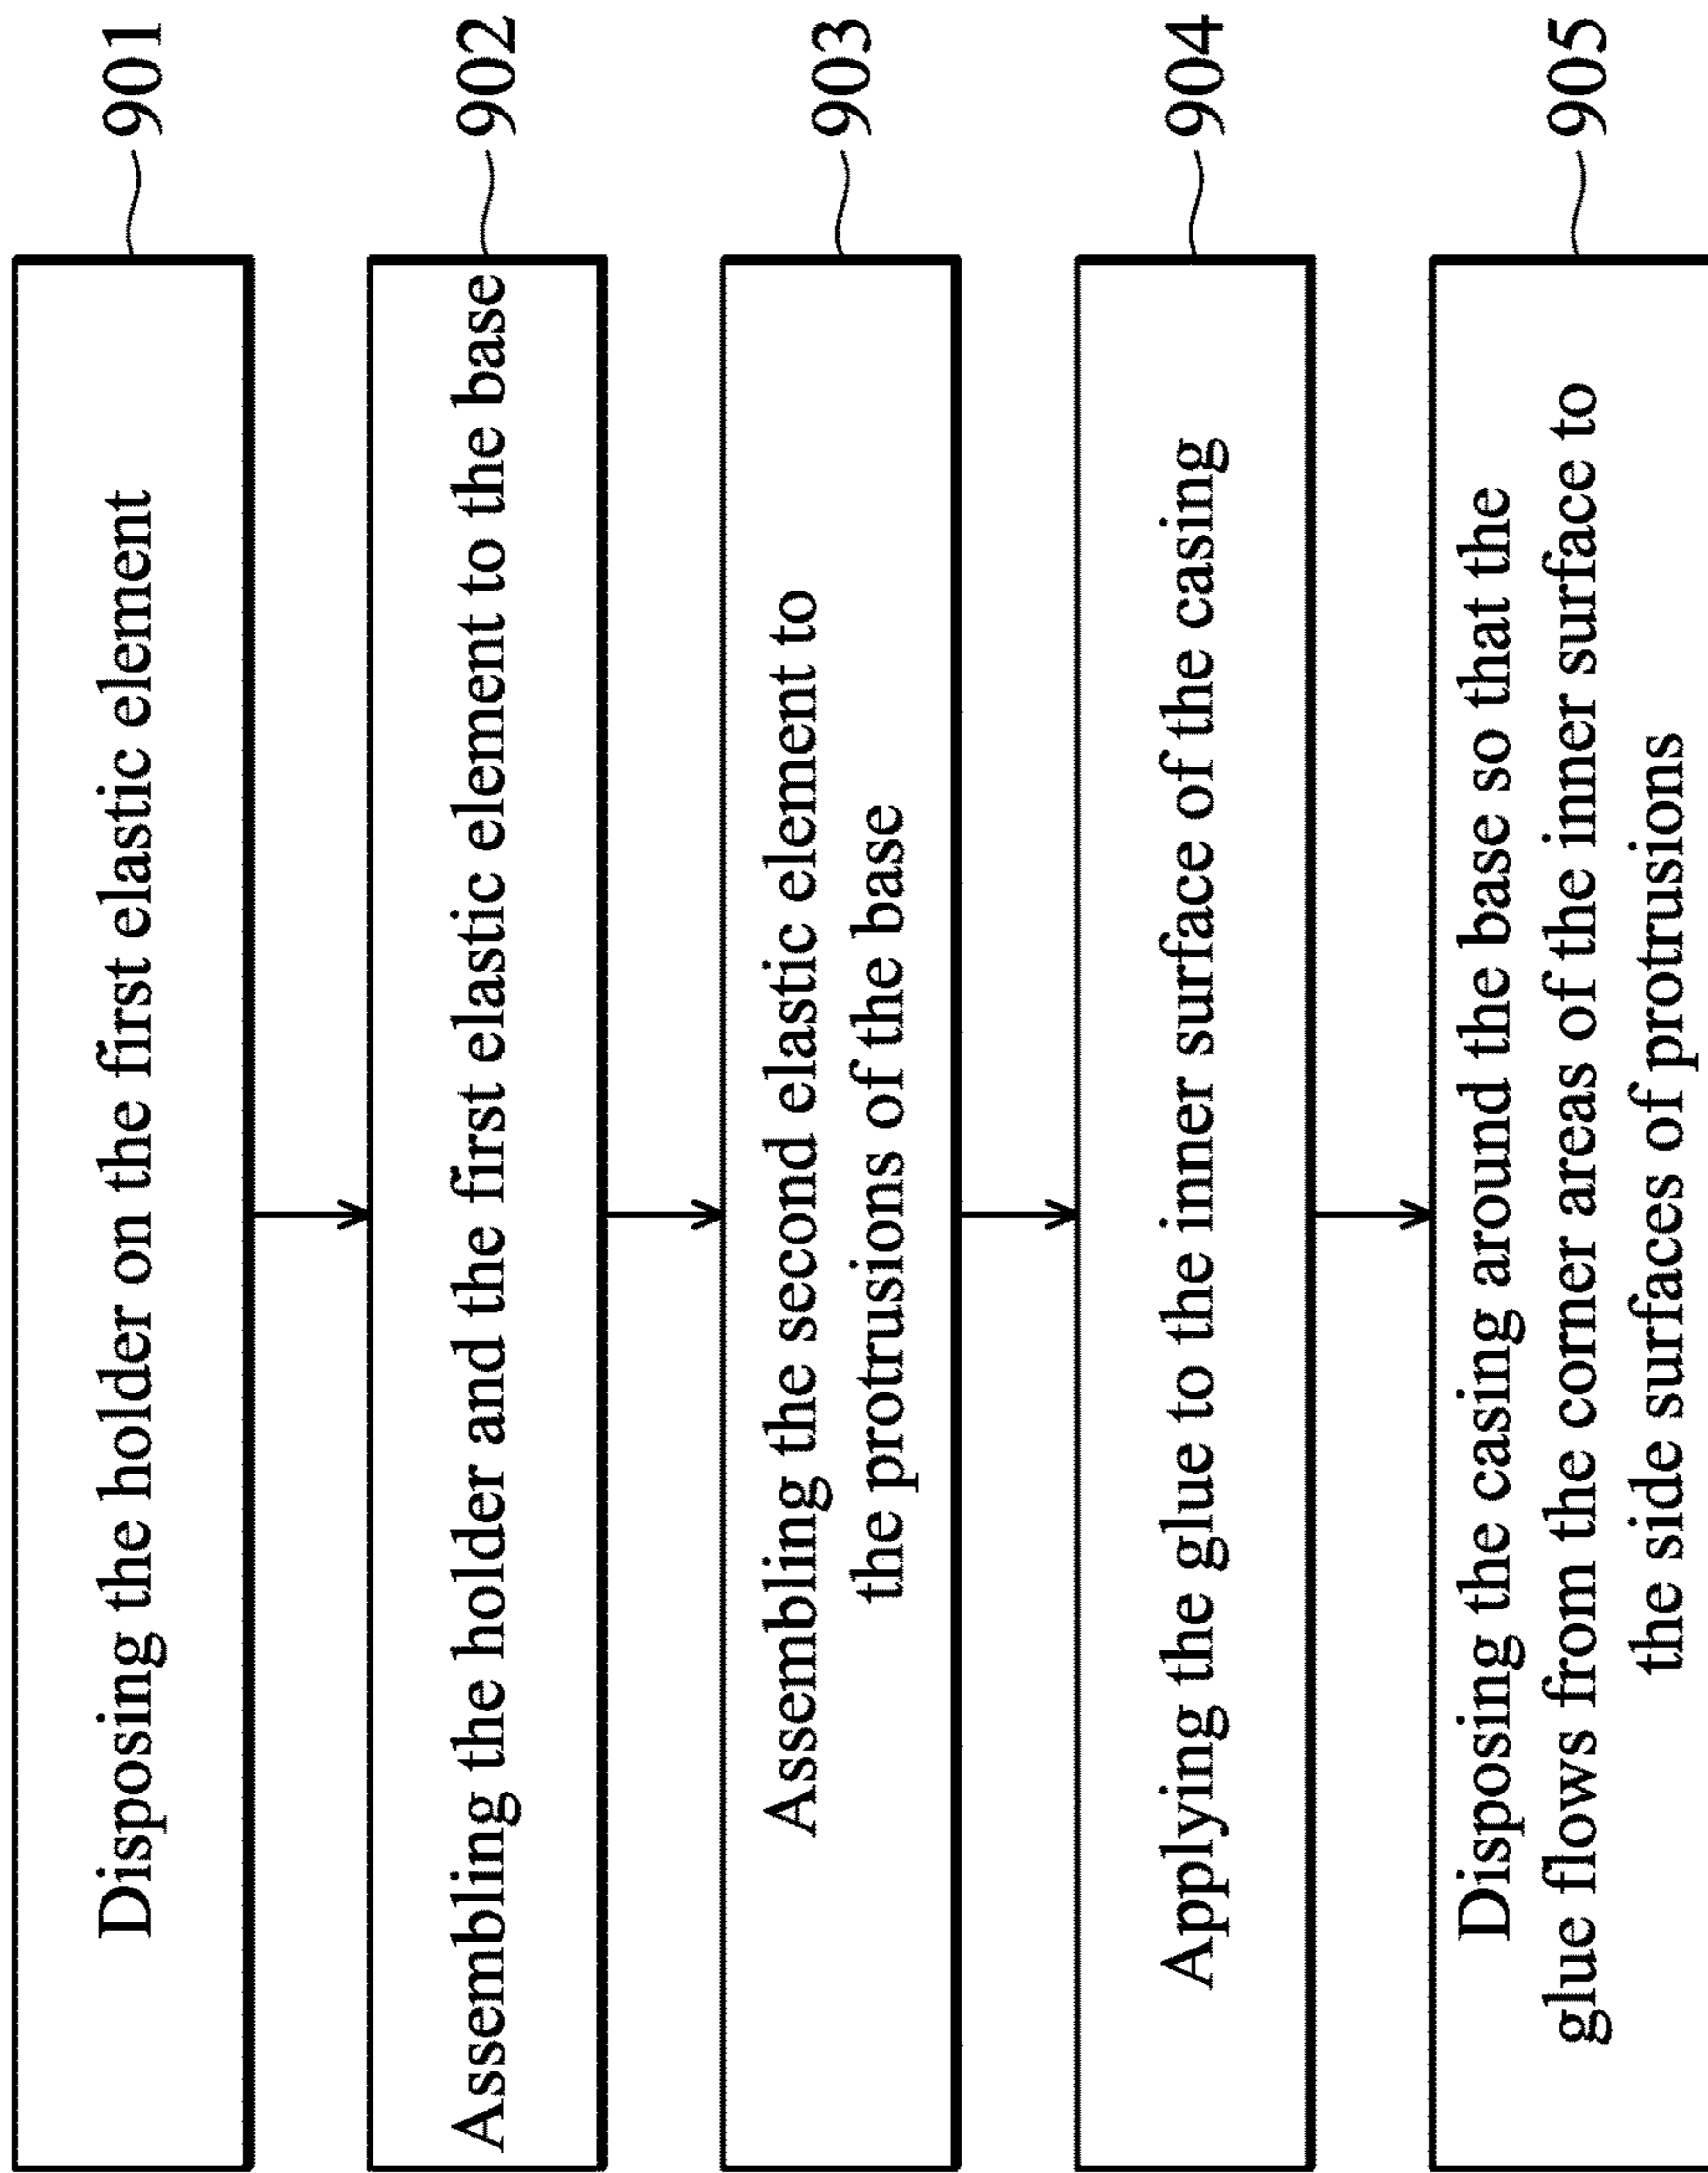 Disposing the holder on the first elastic element
901
Assembling the holder and the first elastic element to the base
902
Assembling the second elastic element to
the protrusions of the base
903
Applying the glue to the inner surface of the casing
904
Disposing the casing around the base so that the
glue flows from the corner areas of the inner surface to
the side surfaces of protrusions
905